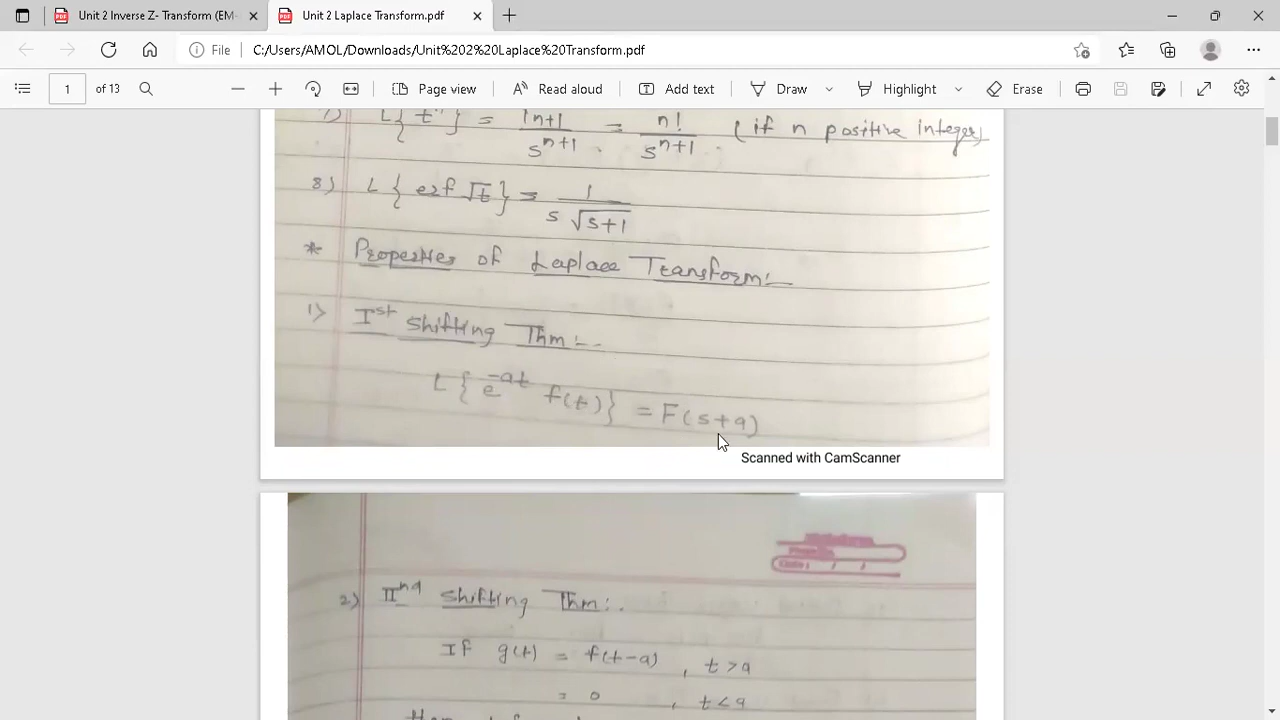 Unit 2 Inverse Z- Transform (EM-
Unit 2 Laplace Transform.pdf
File
C:/Users/AMOL/Downloads/Unit%202%20Laplace%20Transform.pdf
1 of 13
Page view
Read aloud
Add text
Draw
Highlight
Erase
7) L{tⁿ} = ⌈n+1 / s^(n+1) = n! / s^(n+1) (if n positive integer)
8) L{erf √t} = 1 / s√(s+1)
* Properties of Laplace Transform:-
1) Ist Shifting Thm:-
L{e^(-at) f(t)} = F(s+a)
Scanned with CamScanner
2) IInd Shifting Thm:.
If g(t) = f(t-a) , t>a
= 0 , t<a